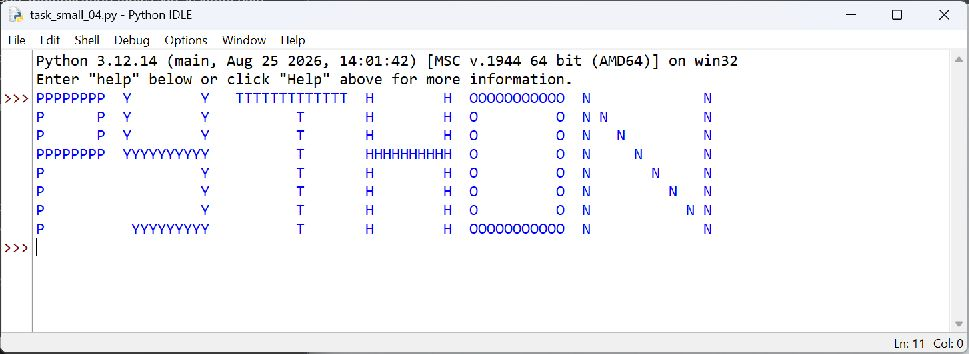 task_small_04.py - Python IDLE
File Edit Shell Debug Options Window Help
Python 3.12.14 (main, Aug 25 2026, 14:01:42) [MSC v.1944 64 bit (AMD64)] on win32
Enter "help" below or click "Help" above for more information.
>>> PPPPPPPP  Y        Y   TTTTTTTTTTTTT  H        H  OOOOOOOOOOO  N             N
    P      P  Y        Y          T       H        H  O         O  N N           N
    P      P  Y        Y          T       H        H  O         O  N   N         N
    PPPPPPPP  YYYYYYYYYY          T       HHHHHHHHHH  O         O  N     N       N
    P                  Y          T       H        H  O         O  N       N     N
    P                  Y          T       H        H  O         O  N         N   N
    P                  Y          T       H        H  O         O  N           N N
    P          YYYYYYYYY          T       H        H  OOOOOOOOOOO  N             N
>>>
Ln: 11 Col: 0